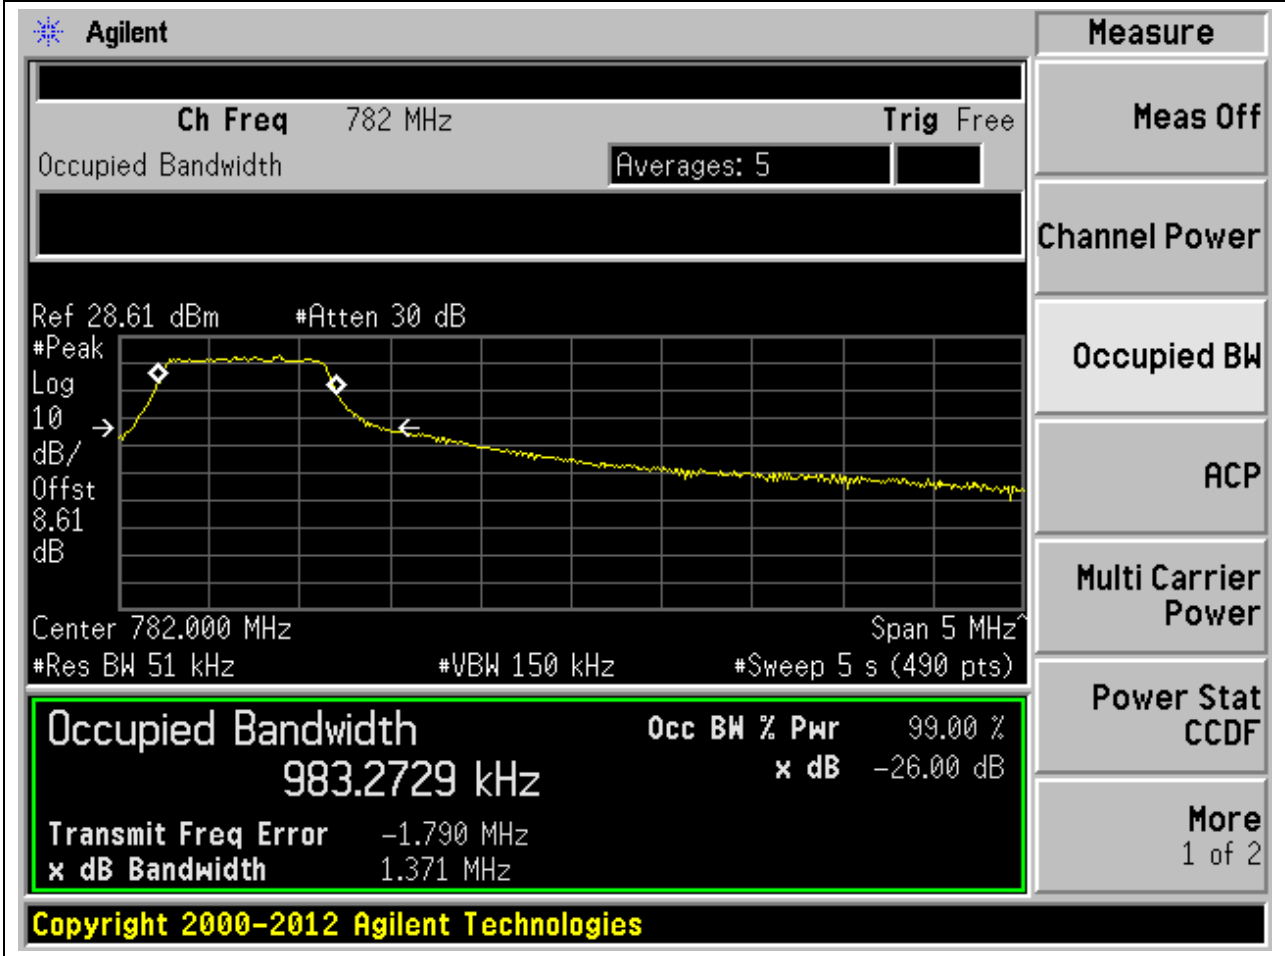 Agilent
Measure
Ch Freq 782 MHz Trig Free
Occupied Bandwidth Averages: 5
Meas Off
Channel Power
Occupied BW
ACP
Multi Carrier
Power
Power Stat
CCDF
More
1 of 2
Ref 28.61 dBm #Atten 30 dB
#Peak
Log
10
dB/
Offst
8.61
dB
Center 782.000 MHz Span 5 MHz^
#Res BW 51 kHz #VBW 150 kHz #Sweep 5 s (490 pts)
Occupied Bandwidth Occ BW % Pwr 99.00 %
983.2729 kHz x dB -26.00 dB
Transmit Freq Error -1.790 MHz
x dB Bandwidth 1.371 MHz
Copyright 2000-2012 Agilent Technologies